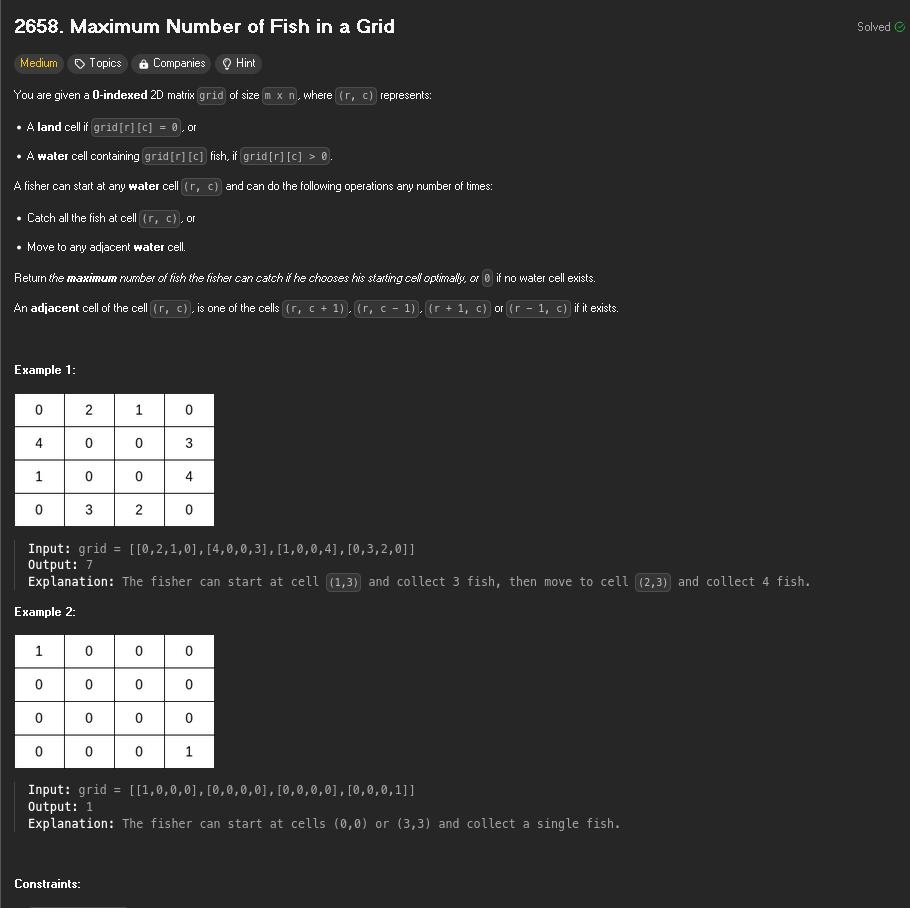 2658. Maximum Number of Fish in a Grid
Solved
Medium Topics Companies Hint
You are given a 0-indexed 2D matrix grid of size m x n, where (r, c) represents:
• A land cell if grid[r][c] = 0, or
• A water cell containing grid[r][c] fish, if grid[r][c] > 0.
A fisher can start at any water cell (r, c) and can do the following operations any number of times:
• Catch all the fish at cell (r, c), or
• Move to any adjacent water cell.
Return the maximum number of fish the fisher can catch if he chooses his starting cell optimally, or 0 if no water cell exists.
An adjacent cell of the cell (r, c), is one of the cells (r, c + 1), (r, c - 1), (r + 1, c) or (r - 1, c) if it exists.
Example 1:
0 2 1 0
4 0 0 3
1 0 0 4
0 3 2 0
Input: grid = [[0,2,1,0],[4,0,0,3],[1,0,0,4],[0,3,2,0]]
Output: 7
Explanation: The fisher can start at cell (1,3) and collect 3 fish, then move to cell (2,3) and collect 4 fish.
Example 2:
1 0 0 0
0 0 0 0
0 0 0 0
0 0 0 1
Input: grid = [[1,0,0,0],[0,0,0,0],[0,0,0,0],[0,0,0,1]]
Output: 1
Explanation: The fisher can start at cells (0,0) or (3,3) and collect a single fish.
Constraints: